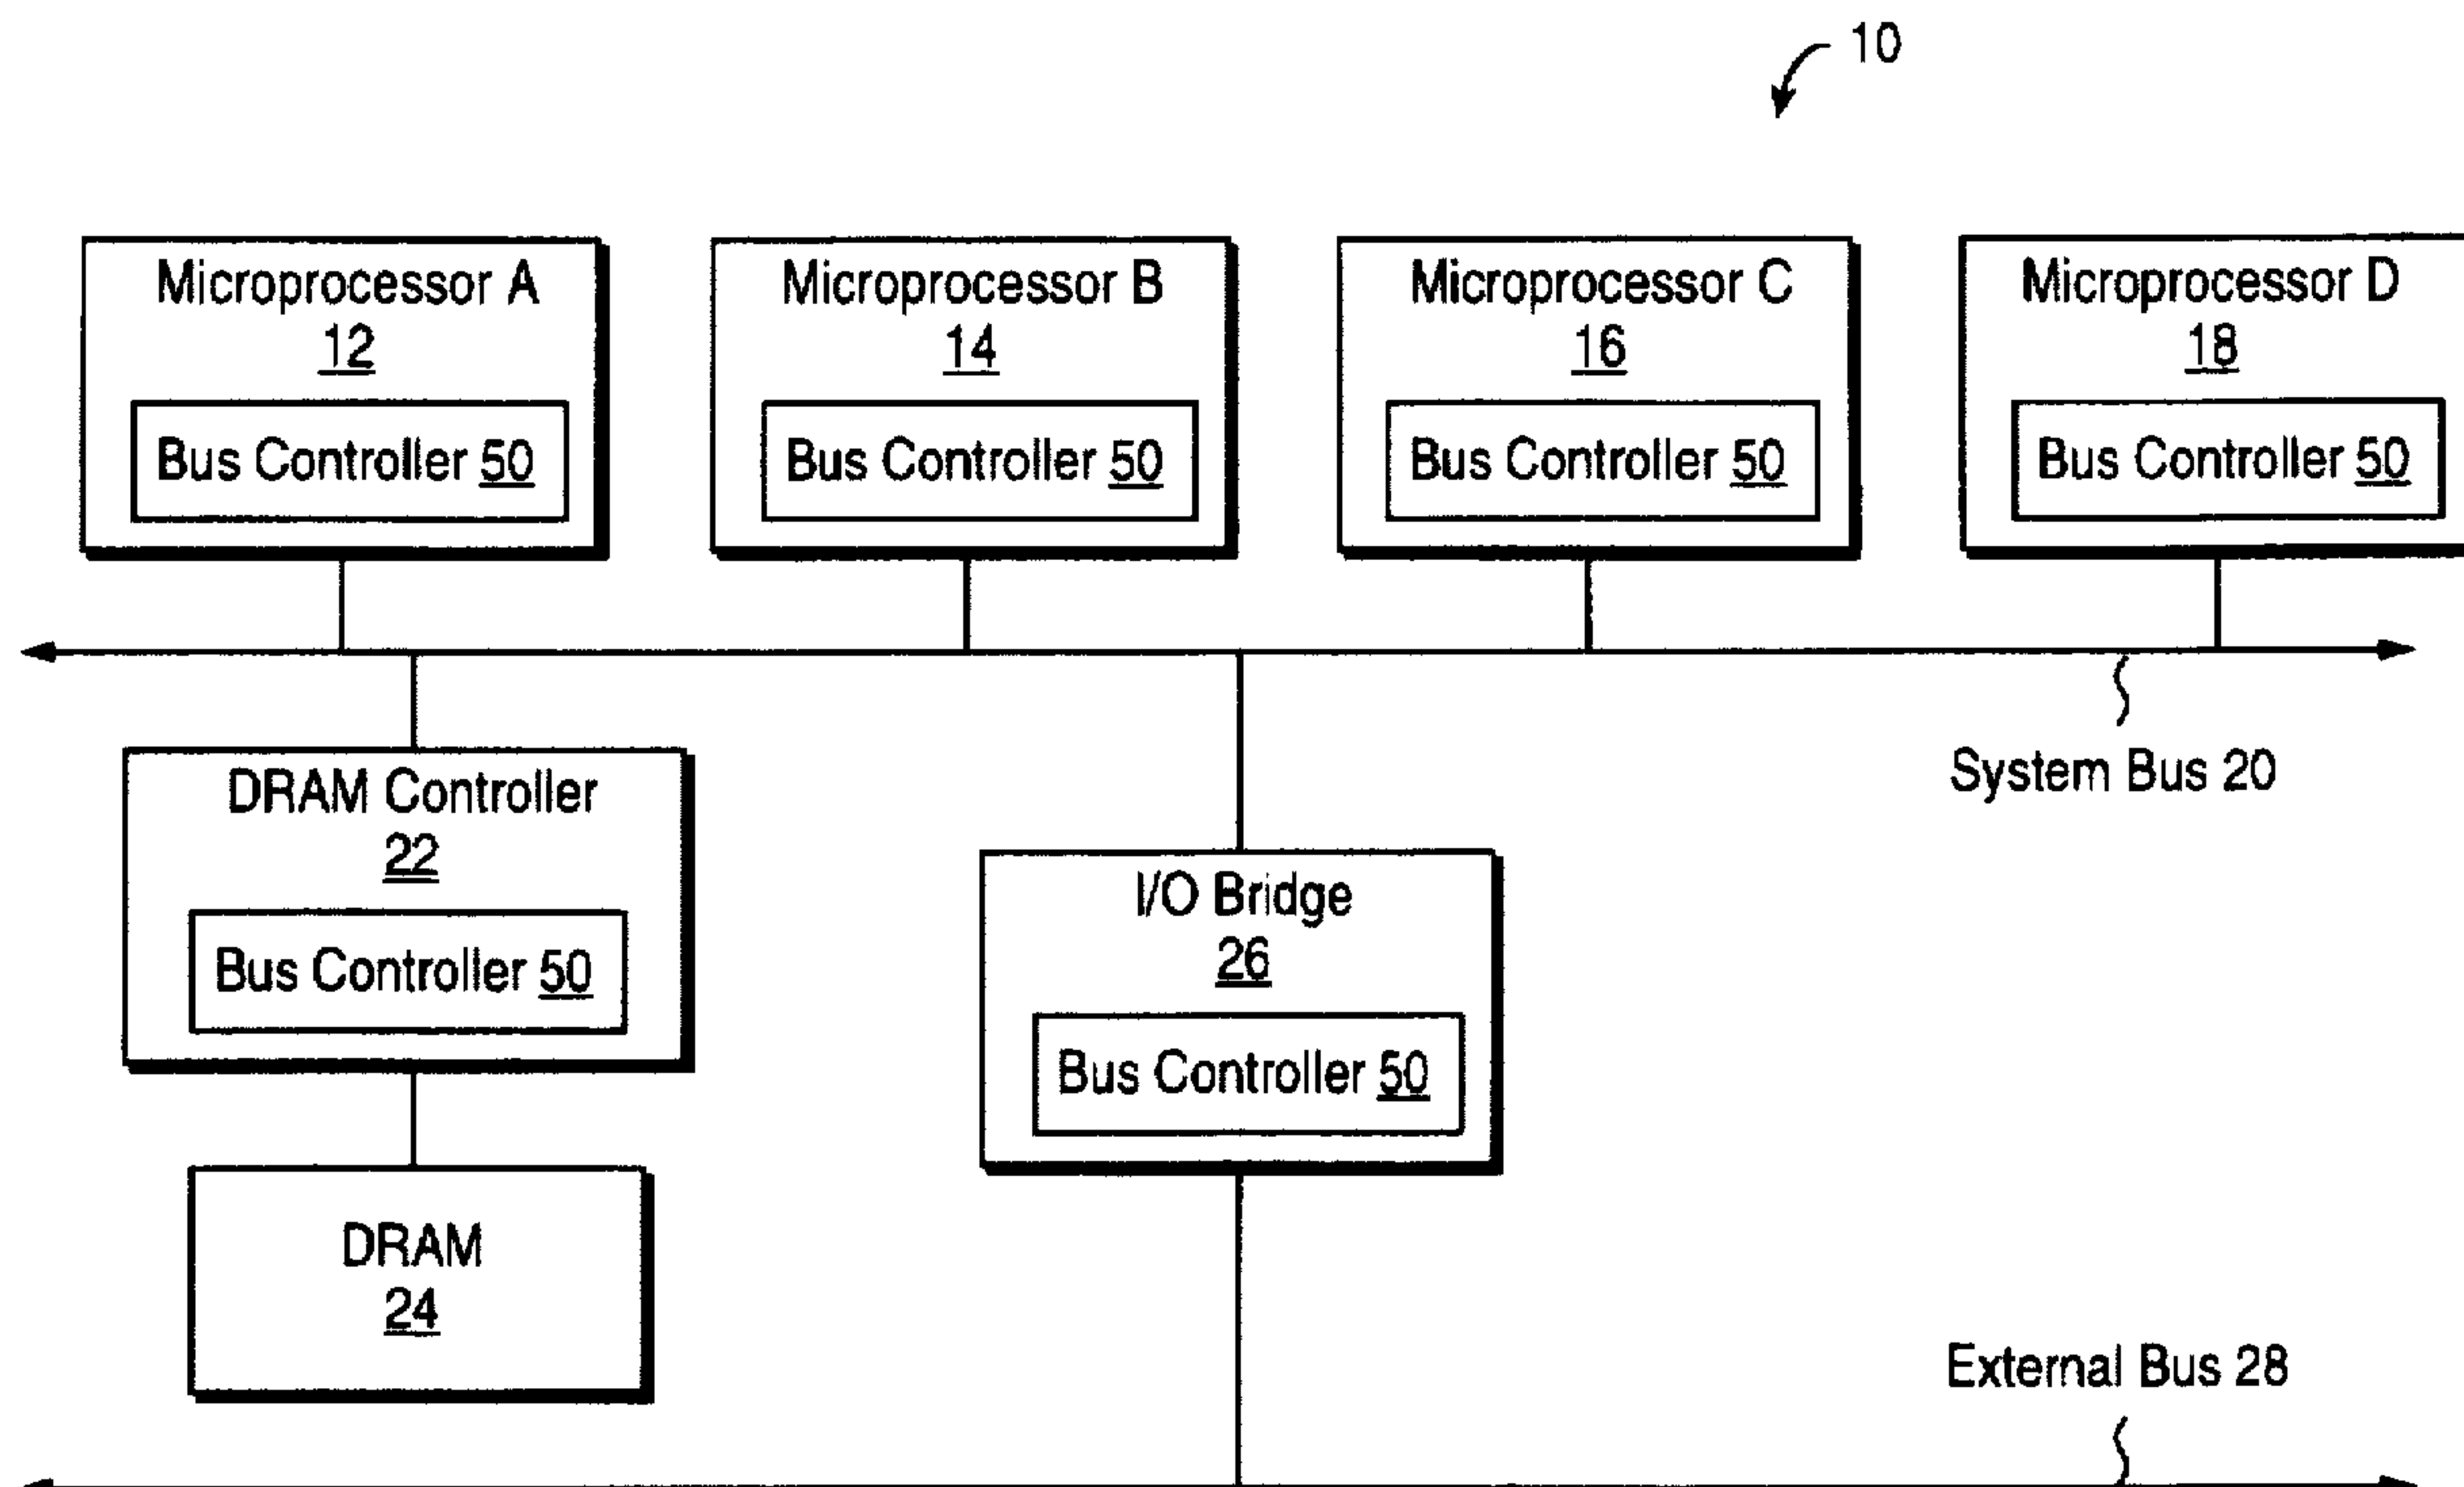 10
Microprocessor A
12
Bus Controller 50
Microprocessor B
14
Bus Controller 50
Microprocessor C
16
Bus Controller 50
Microprocessor D
18
Bus Controller 50
System Bus 20
DRAM Controller
22
Bus Controller 50
I/O Bridge
26
Bus Controller 50
DRAM
24
External Bus 28